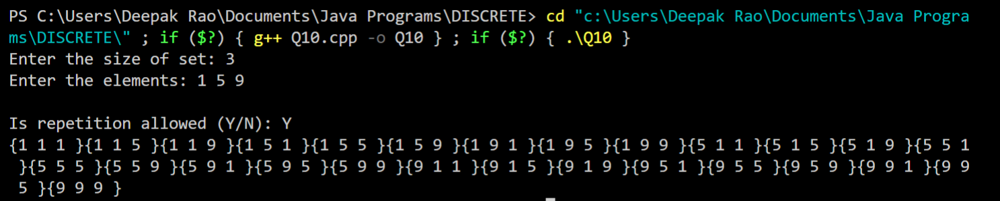 PS C:\Users\Deepak Rao\Documents\Java Programs\DISCRETE> cd "c:\Users\Deepak Rao\Documents\Java Progra
ms\DISCRETE\" ; if ($?) { g++ Q10.cpp -o Q10 } ; if ($?) { .\Q10 }
Enter the size of set: 3
Enter the elements: 1 5 9
Is repetition allowed (Y/N): Y
{1 1 1 }{1 1 5 }{1 1 9 }{1 5 1 }{1 5 5 }{1 5 9 }{1 9 1 }{1 9 5 }{1 9 9 }{5 1 1 }{5 1 5 }{5 1 9 }{5 5 1
 }{5 5 5 }{5 5 9 }{5 9 1 }{5 9 5 }{5 9 9 }{9 1 1 }{9 1 5 }{9 1 9 }{9 5 1 }{9 5 5 }{9 5 9 }{9 9 1 }{9 9
 5 }{9 9 9 }